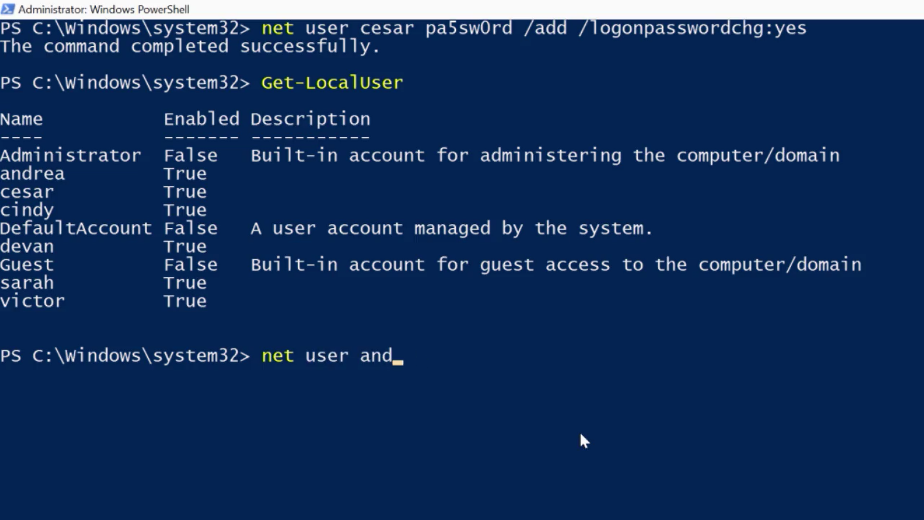 Administrator: Windows PowerShell
PS C:\Windows\system32> net user cesar pa5sw0rd /add /logonpasswordchg:yes
The command completed successfully.
PS C:\Windows\system32> Get-LocalUser
Name Enabled Description
---- ------- -----------
Administrator False Built-in account for administering the computer/domain
andrea True
cesar True
cindy True
DefaultAccount False A user account managed by the system.
devan True
Guest False Built-in account for guest access to the computer/domain
sarah True
victor True
PS C:\Windows\system32> net user and_